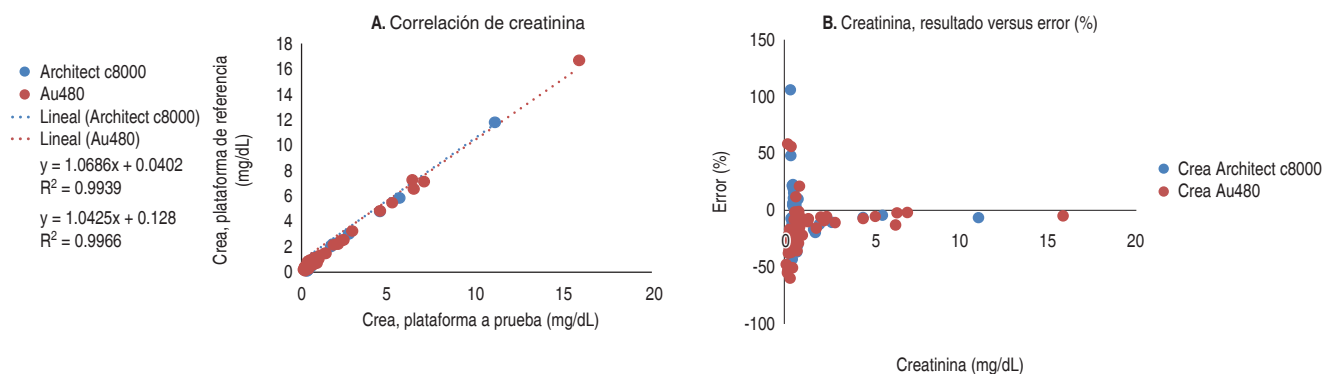 Architect c8000
Au480
Lineal (Architect c8000)
Lineal (Au480)
y = 1.0686x + 0.0402
R² = 0.9939
y = 1.0425x + 0.128
R² = 0.9966
A. Correlación de creatinina
Crea, plataforma de referencia
(mg/dL)
18
16
14
12
10
8
6
4
2
0
0
5
10
15
20
Crea, plataforma a prueba (mg/dL)
B. Creatinina, resultado versus error (%)
Error (%)
150
100
50
0
-50
-100
0
5
10
15
20
Creatinina (mg/dL)
Crea Architect c8000
Crea Au480